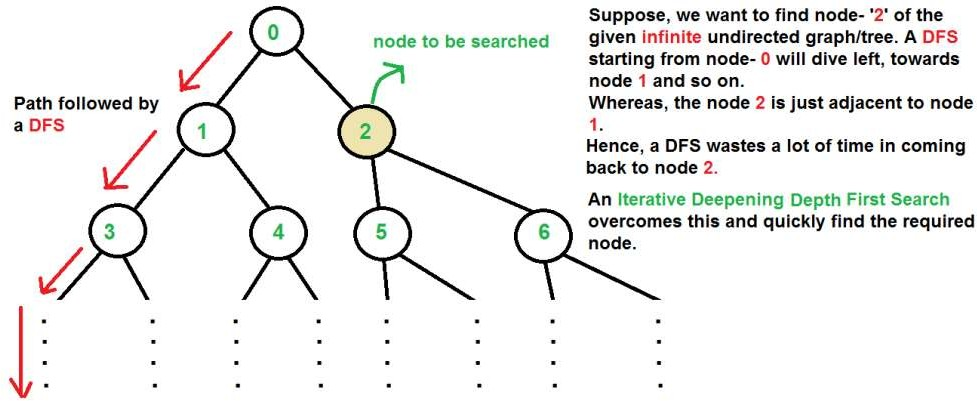 0
node to be searched
Path followed by
a DFS
1
2
3
4
5
6
Suppose, we want to find node- '2' of the
given infinite undirected graph/tree. A DFS
starting from node- 0 will dive left, towards
node 1 and so on.
Whereas, the node 2 is just adjacent to node
1.
Hence, a DFS wastes a lot of time in coming
back to node 2.
An Iterative Deepening Depth First Search
overcomes this and quickly find the required
node.